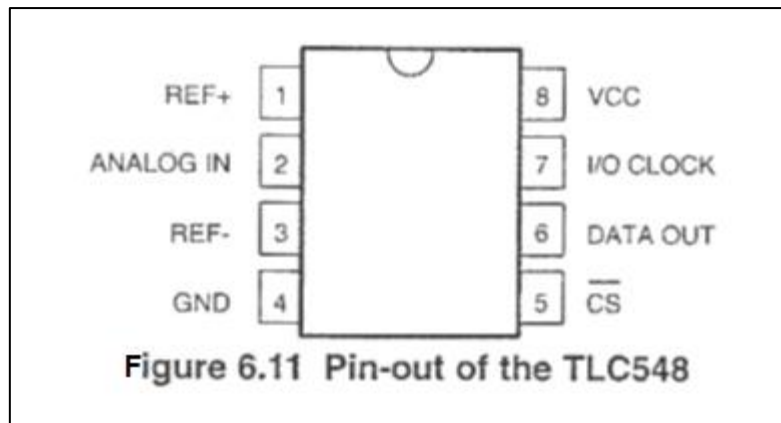 REF+ 1 8 VCC
ANALOG IN 2 7 I/O CLOCK
REF- 3 6 DATA OUT
GND 4 5 C̅S̅
Figure 6.11 Pin-out of the TLC548